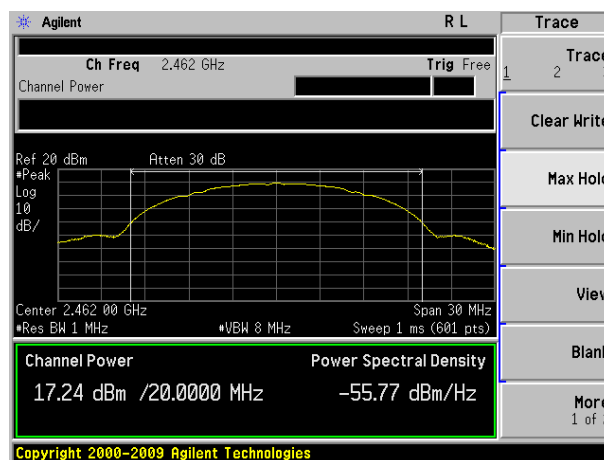 Agilent R L Trace
Ch Freq 2.462 GHz Trig Free
Channel Power
Trace
1 2
Clear Write
Ref 20 dBm Atten 30 dB
#Peak
Log
10
dB/
Max Hold
Min Hold
View
Center 2.462 00 GHz Span 30 MHz
#Res BW 1 MHz #VBW 8 MHz Sweep 1 ms (601 pts)
Blank
Channel Power Power Spectral Density
17.24 dBm /20.0000 MHz -55.77 dBm/Hz
More
1 of
Copyright 2000-2009 Agilent Technologies